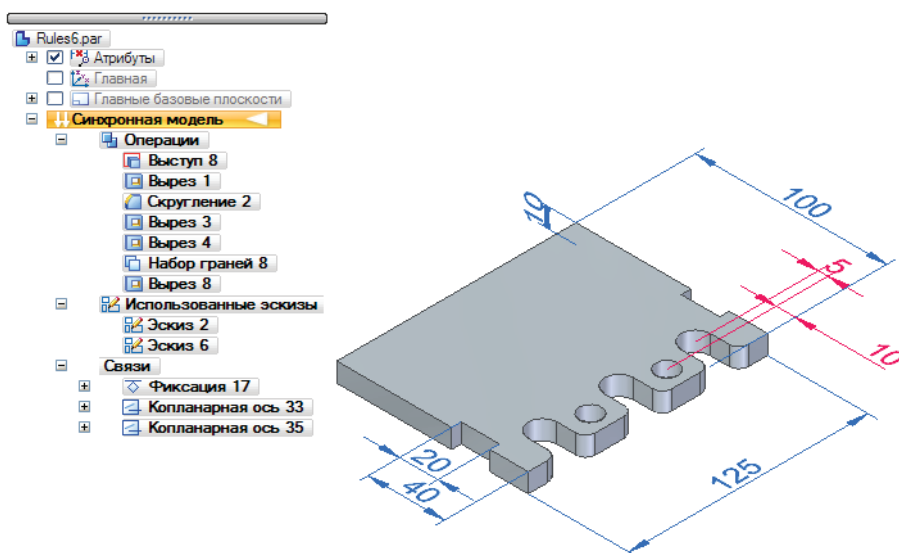 Rules6.par
Атрибуты
Главная
Главные базовые плоскости
Синхронная модель
Операции
Выступ 8
Вырез 1
Скругление 2
Вырез 3
Вырез 4
Набор граней 8
Вырез 8
Использованные эскизы
Эскиз 2
Эскиз 6
Связи
Фиксация 17
Копланарная ось 33
Копланарная ось 35
10
100
5
10
20
40
125